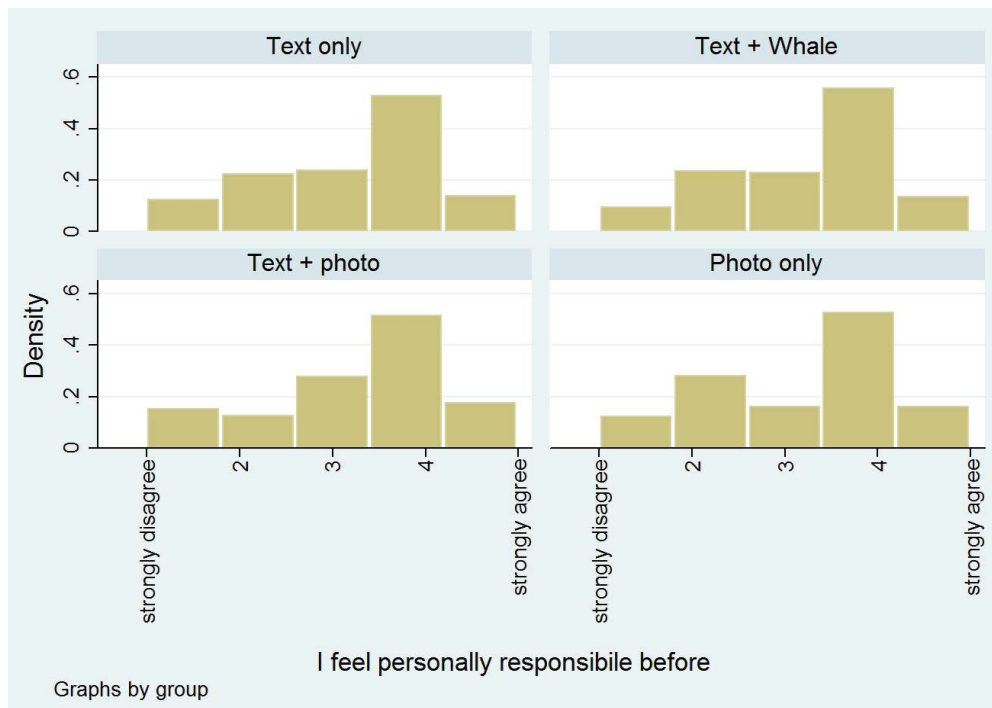 Text only
Text + Whale
.6
.4
.2
0
Text + photo
Photo only
.6
.4
.2
0
Density
strongly disagree
2
3
4
strongly agree
strongly disagree
2
3
4
strongly agree
I feel personally responsibile before
Graphs by group